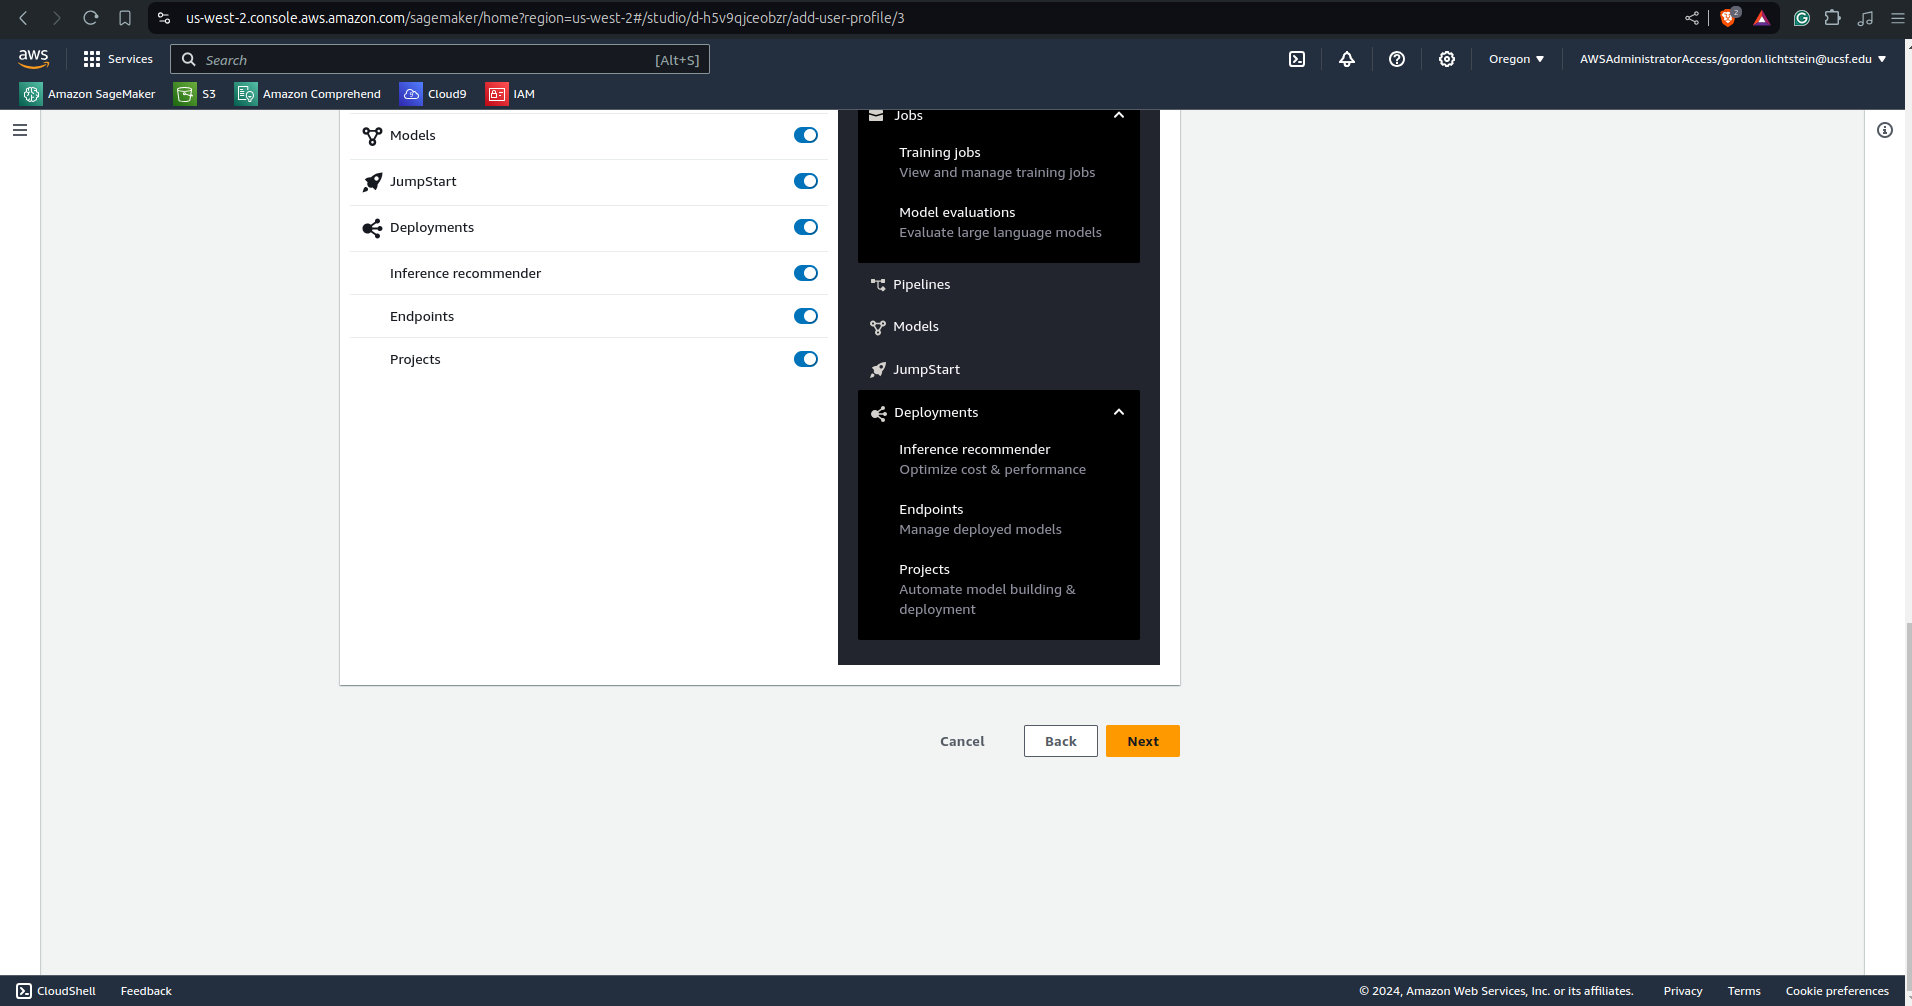 us-west-2.console.aws.amazon.com/sagemaker/home?region=us-west-2#/studio/d-h5v9qjceobzr/add-user-profile/3
2
aws
Services
Search
[Alt+S]
Oregon
AWSAdministratorAccess/gordon.lichtstein@ucsf.edu
Amazon SageMaker
S3
Amazon Comprehend
Cloud9
IAM
Models
JumpStart
Deployments
Inference recommender
Endpoints
Projects
Jobs
Training jobs
View and manage training jobs
Model evaluations
Evaluate large language models
Pipelines
Models
JumpStart
Deployments
Inference recommender
Optimize cost & performance
Endpoints
Manage deployed models
Projects
Automate model building &
deployment
Cancel
Back
Next
CloudShell
Feedback
© 2024, Amazon Web Services, Inc. or its affiliates.
Privacy
Terms
Cookie preferences